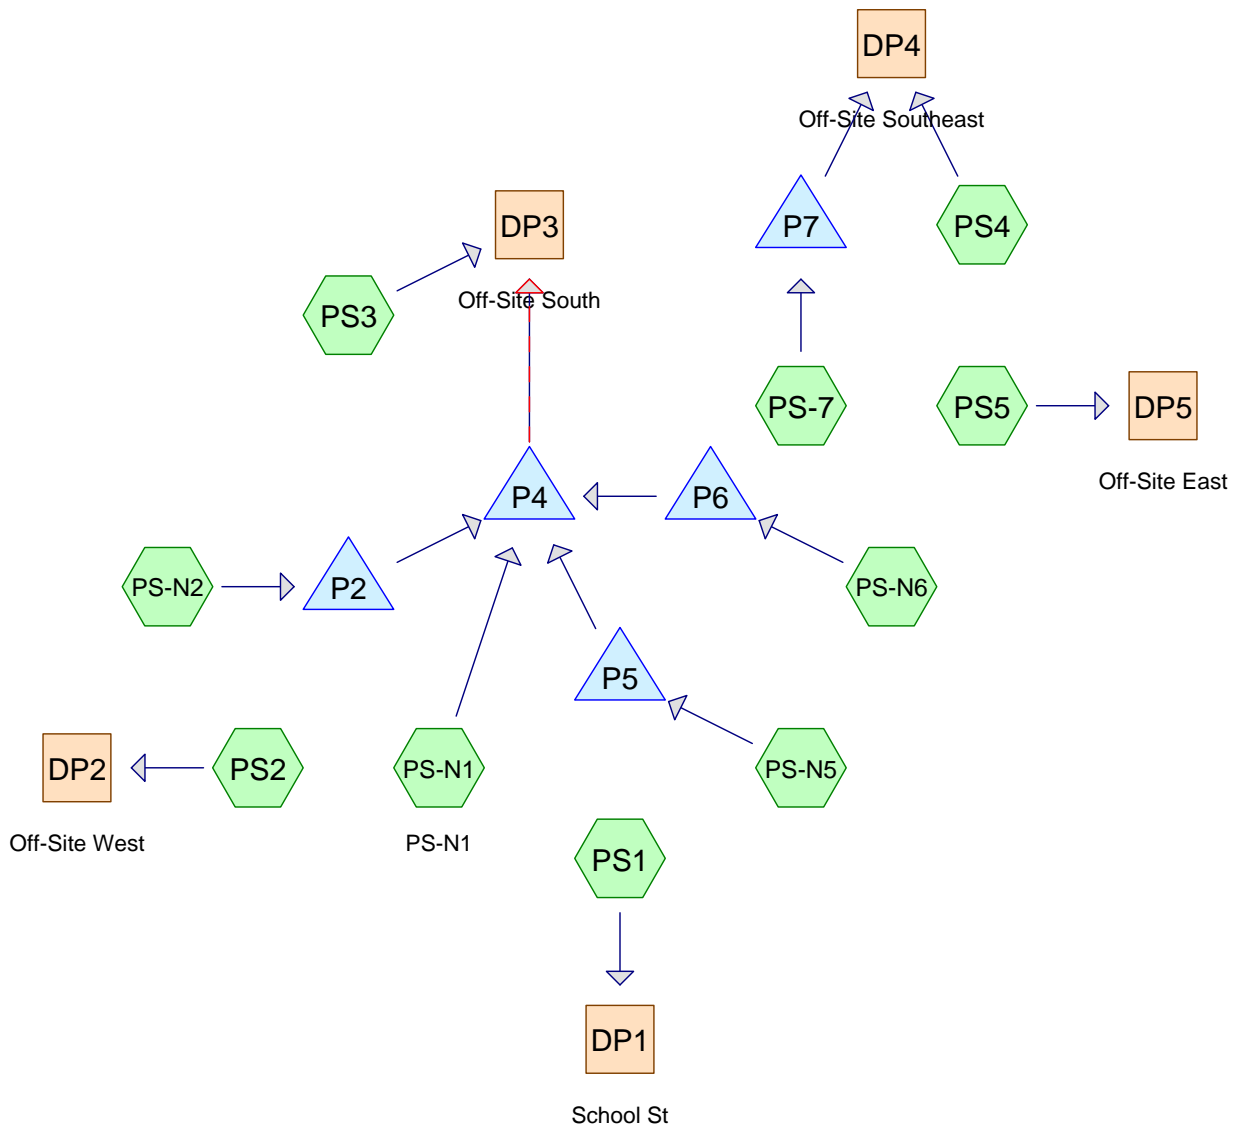 DP4
Off-Site Southeast
DP3
P7
PS4
Off-Site South
PS3
PS-7
PS5
DP5
Off-Site East
P4
P6
PS-N2
P2
PS-N6
P5
DP2
PS2
PS-N1
PS-N5
Off-Site West
PS-N1
PS1
DP1
School St